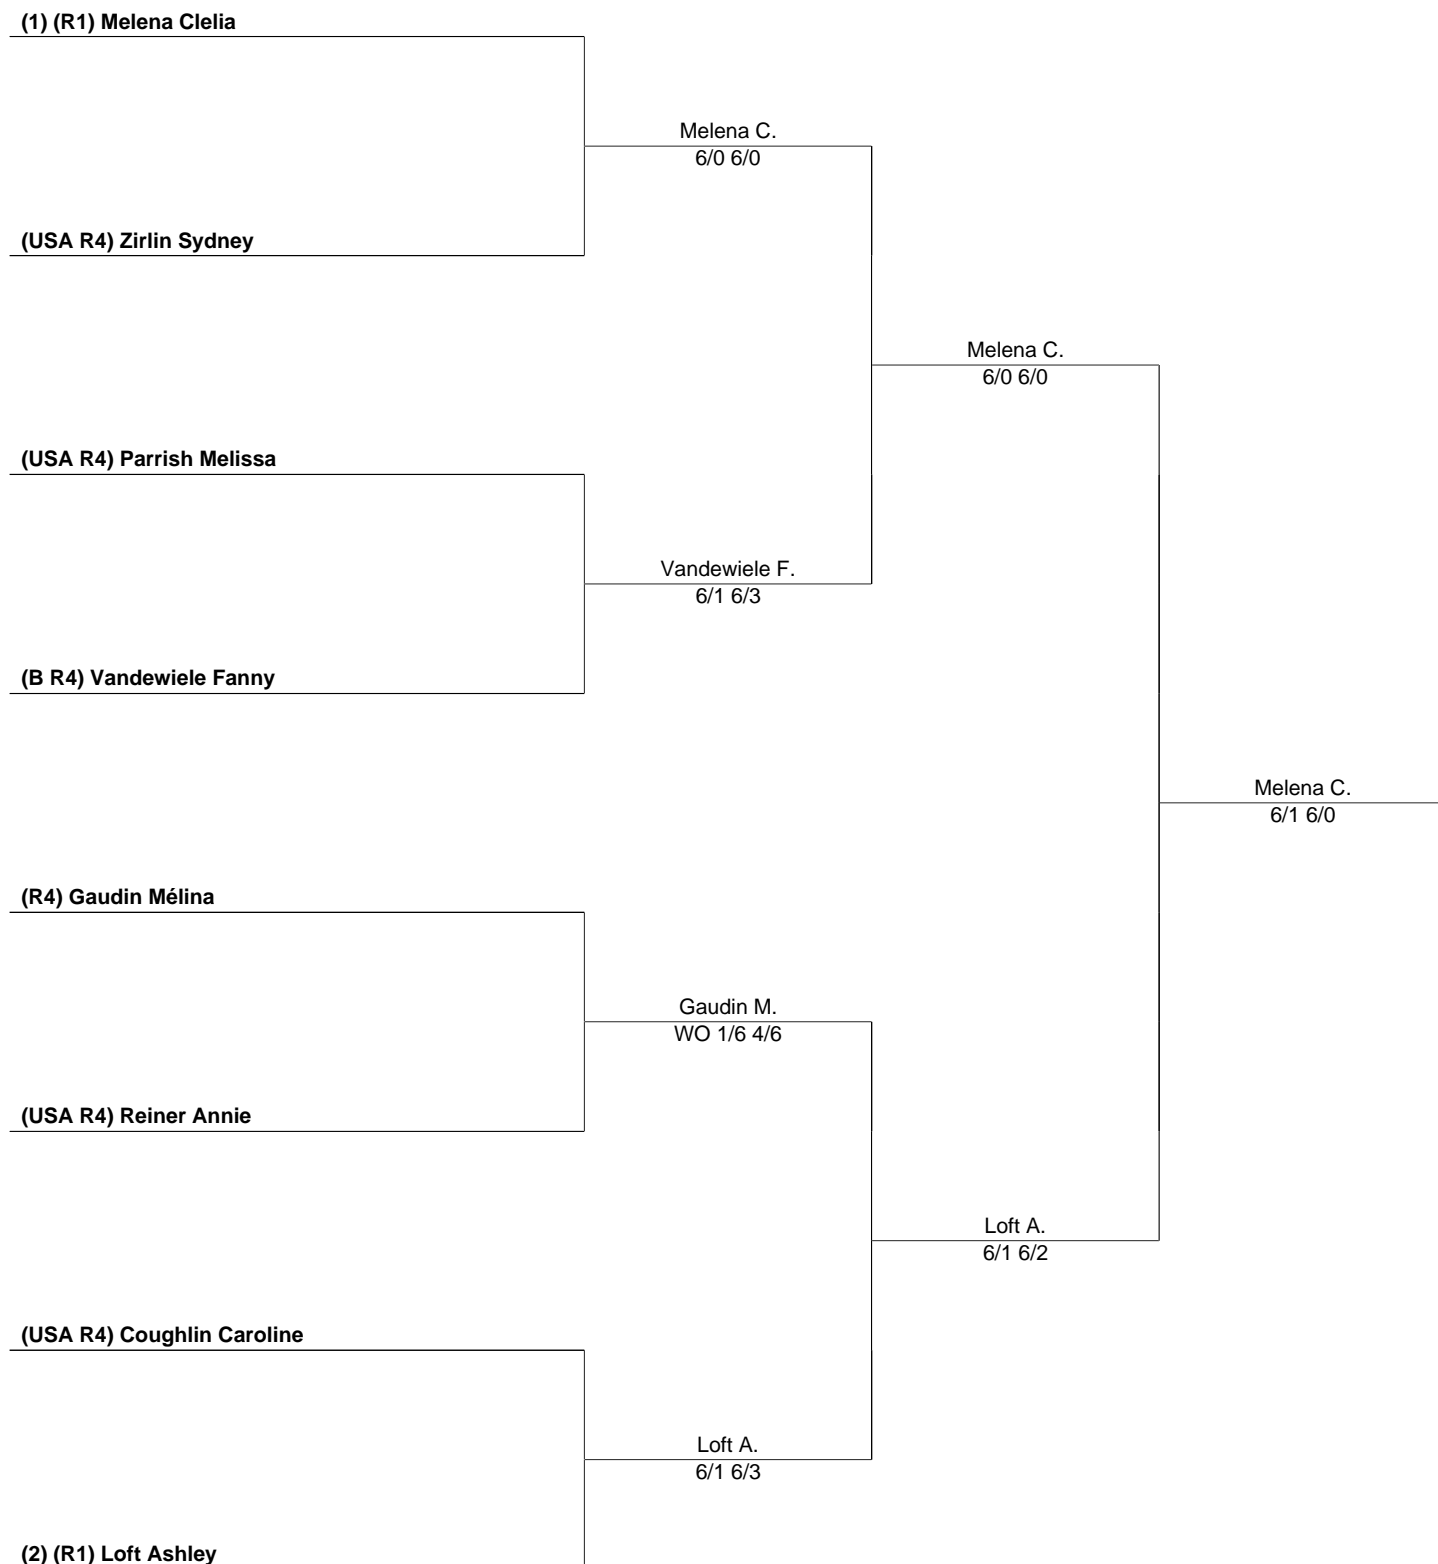 (1) (R1) Melena Clelia
Melena C.
6/0 6/0
(USA R4) Zirlin Sydney
Melena C.
6/0 6/0
(USA R4) Parrish Melissa
Vandewiele F.
6/1 6/3
(B R4) Vandewiele Fanny
Melena C.
6/1 6/0
(R4) Gaudin Mélina
Gaudin M.
WO 1/6 4/6
(USA R4) Reiner Annie
Loft A.
6/1 6/2
(USA R4) Coughlin Caroline
Loft A.
6/1 6/3
(2) (R1) Loft Ashley